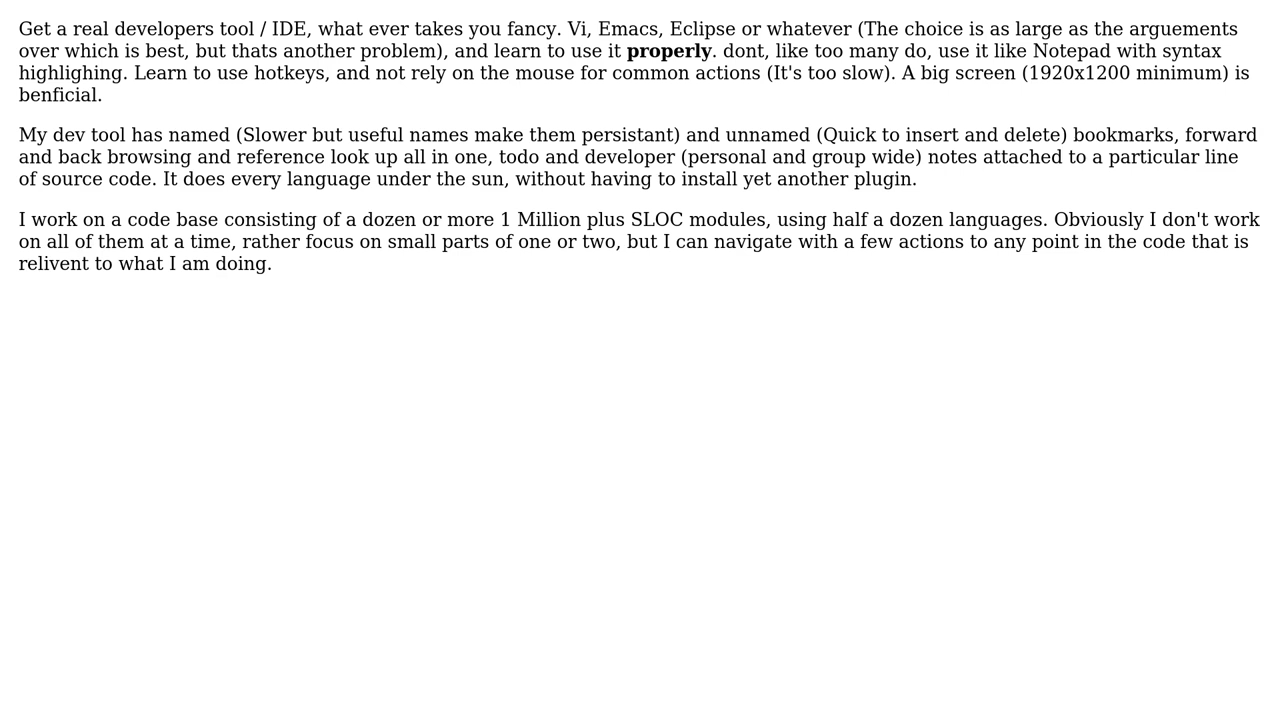 Get a real developers tool / IDE, what ever takes you fancy. Vi, Emacs, Eclipse or whatever (The choice is as large as the arguements
over which is best, but thats another problem), and learn to use it properly. dont, like too many do, use it like Notepad with syntax
highlighing. Learn to use hotkeys, and not rely on the mouse for common actions (It's too slow). A big screen (1920x1200 minimum) is
benficial.
My dev tool has named (Slower but useful names make them persistant) and unnamed (Quick to insert and delete) bookmarks, forward
and back browsing and reference look up all in one, todo and developer (personal and group wide) notes attached to a particular line
of source code. It does every language under the sun, without having to install yet another plugin.
I work on a code base consisting of a dozen or more 1 Million plus SLOC modules, using half a dozen languages. Obviously I don't work
on all of them at a time, rather focus on small parts of one or two, but I can navigate with a few actions to any point in the code that is
relivent to what I am doing.